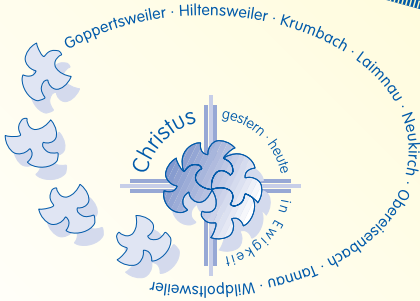 Goppertsweiler · Hiltensweiler · Krumbach · Laimnau · Neukirch · Obereisenbach · Tannau · Wildpoltsweiler
Christus
gestern · heute
in Ewigkeit